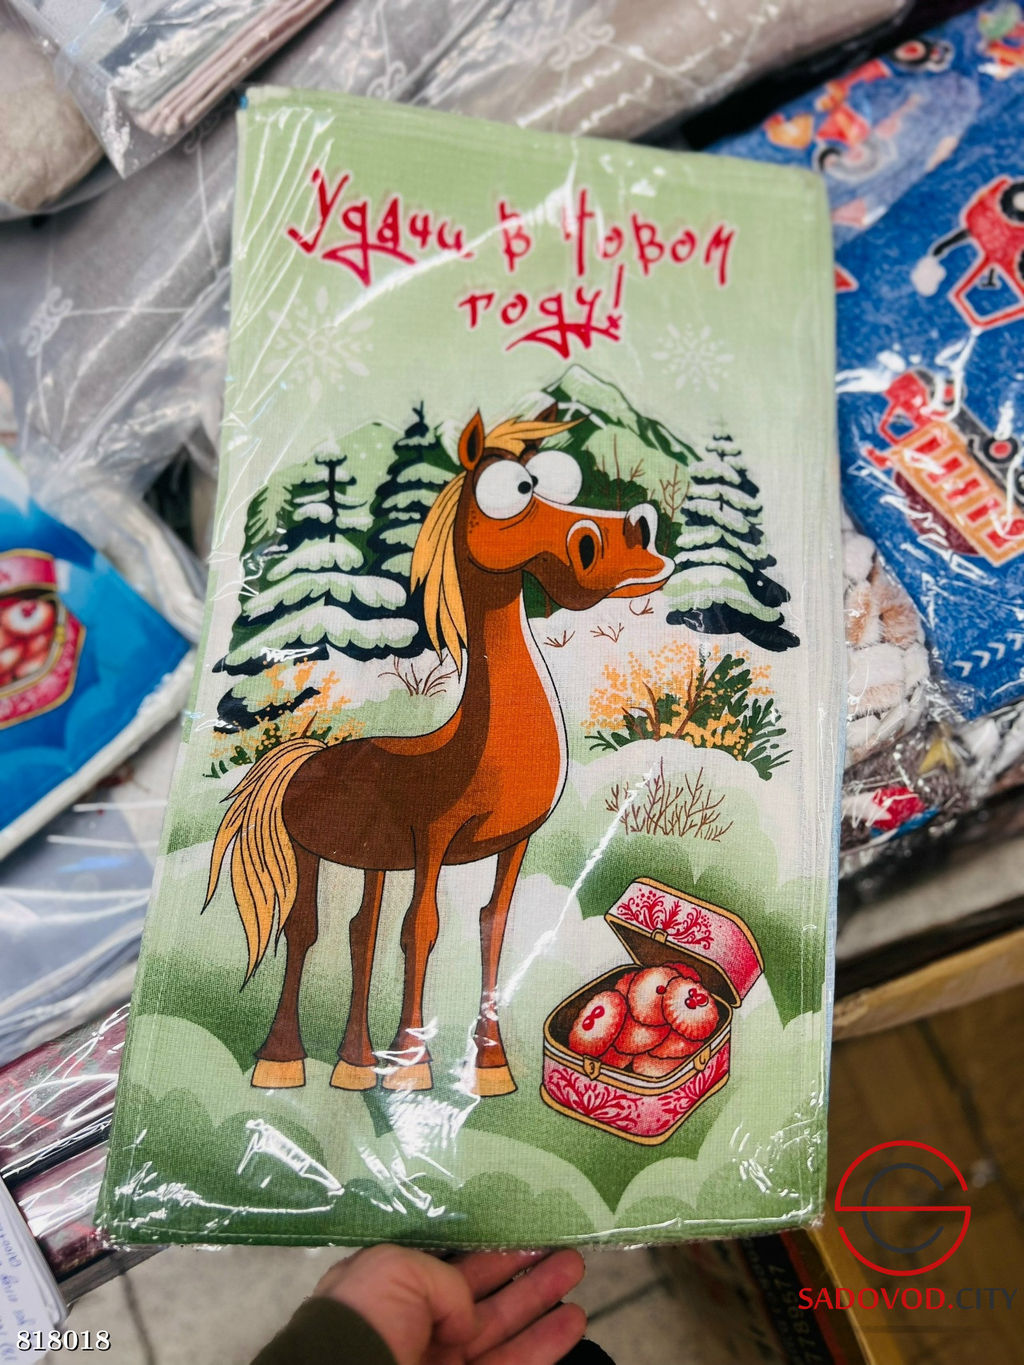 Удачи в Новом
году!
SADOVOD.CITY
818018